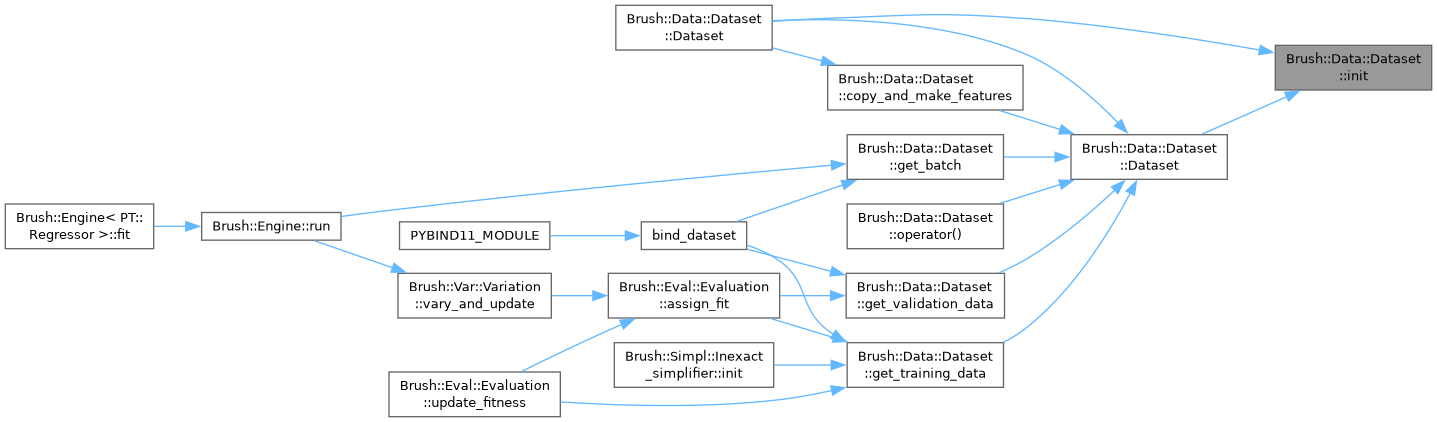 Brush::Data::Dataset
::Dataset
Brush::Data::Dataset
::init
Brush::Data::Dataset
::copy_and_make_features
Brush::Data::Dataset
::get_batch
Brush::Data::Dataset
::Dataset
Brush::Engine< PT::
Regressor >::fit
Brush::Engine::run
PYBIND11_MODULE
bind_dataset
Brush::Data::Dataset
::operator()
Brush::Var::Variation
::vary_and_update
Brush::Eval::Evaluation
::assign_fit
Brush::Data::Dataset
::get_validation_data
Brush::Simpl::Inexact
_simplifier::init
Brush::Data::Dataset
::get_training_data
Brush::Eval::Evaluation
::update_fitness